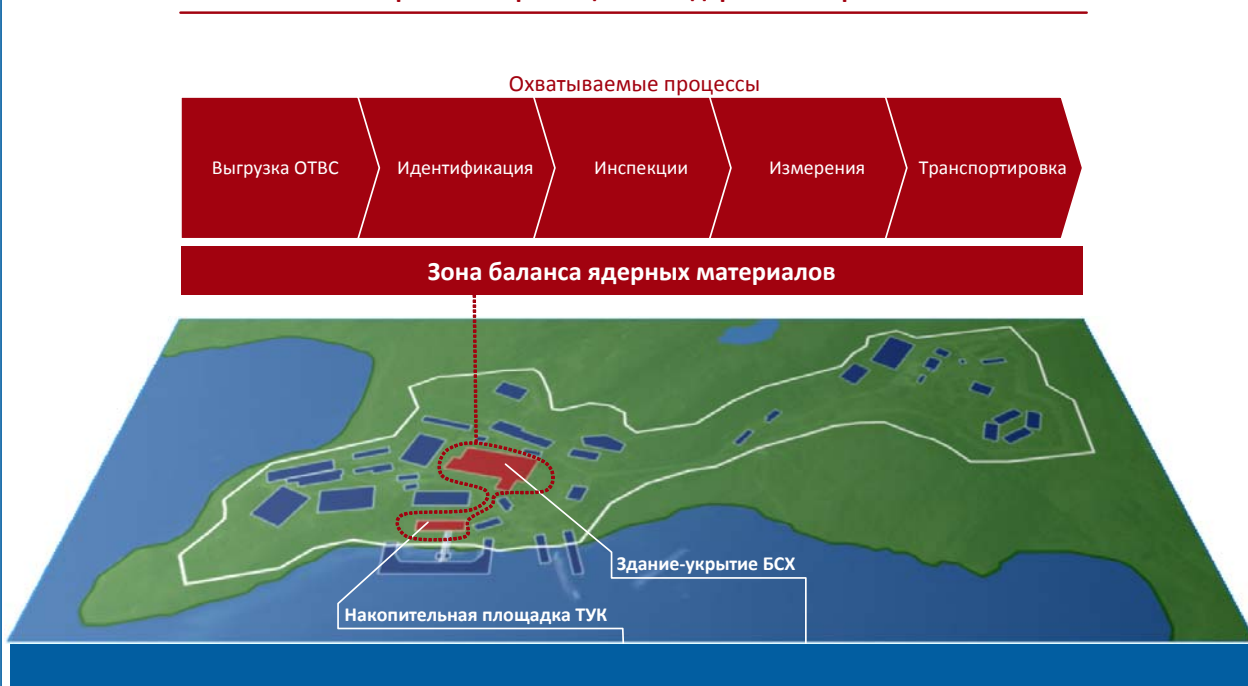 Охватываемые процессы
Выгрузка ОТВС
Идентификация
Инспекции
Измерения
Транспортировка
Зона баланса ядерных материалов
Здание-укрытие БСХ
Накопительная площадка ТУК